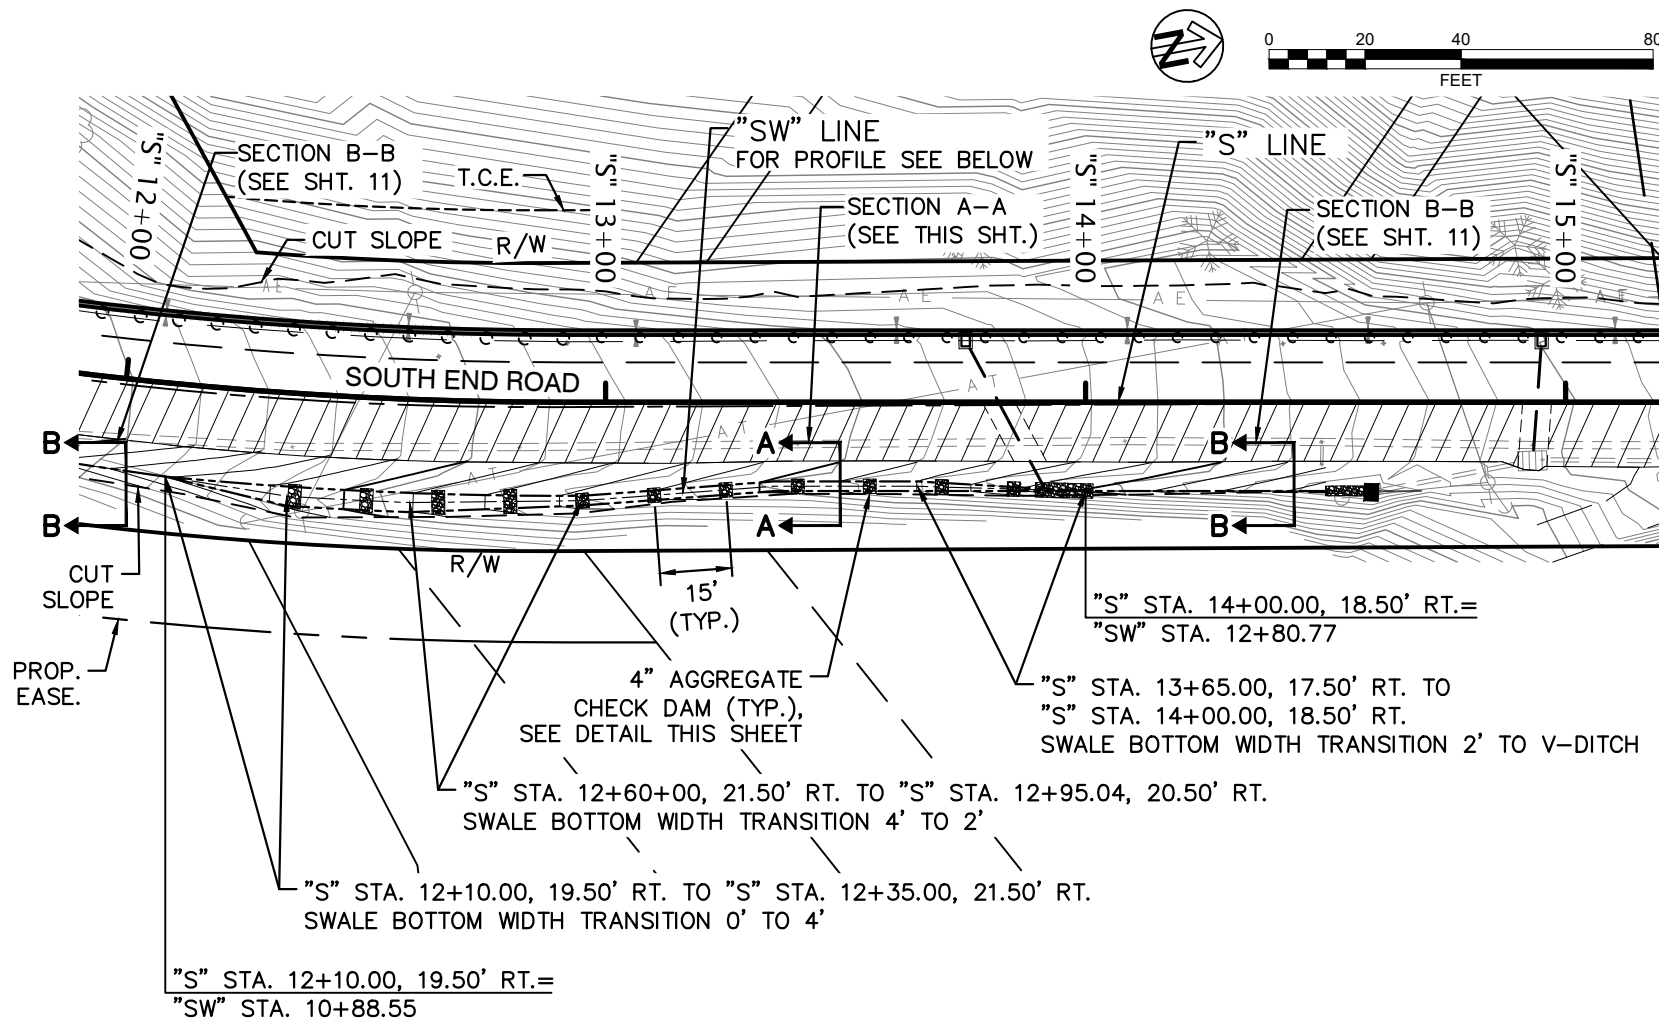 N
0 20 40 80
FEET
"SW" LINE
FOR PROFILE SEE BELOW
"S" LINE
"S" 12+00
SECTION B-B
(SEE SHT. 11)
T.C.E.
"S" 13+00
SECTION A-A
(SEE THIS SHT.)
"S" 14+00
SECTION B-B
(SEE SHT. 11)
"S" 15+00
CUT SLOPE
R/W
A E
A E
A E
A E
A E
SOUTH END ROAD
A T
A T
A T
B
A
B
B
A
B
R/W
CUT
SLOPE
15'
(TYP.)
"S" STA. 14+00.00, 18.50' RT.=
"SW" STA. 12+80.77
PROP.
EASE.
4" AGGREGATE
CHECK DAM (TYP.),
SEE DETAIL THIS SHEET
"S" STA. 13+65.00, 17.50' RT. TO
"S" STA. 14+00.00, 18.50' RT.
SWALE BOTTOM WIDTH TRANSITION 2' TO V-DITCH
"S" STA. 12+60+00, 21.50' RT. TO "S" STA. 12+95.04, 20.50' RT.
SWALE BOTTOM WIDTH TRANSITION 4' TO 2'
"S" STA. 12+10.00, 19.50' RT. TO "S" STA. 12+35.00, 21.50' RT.
SWALE BOTTOM WIDTH TRANSITION 0' TO 4'
"S" STA. 12+10.00, 19.50' RT.=
"SW" STA. 10+88.55